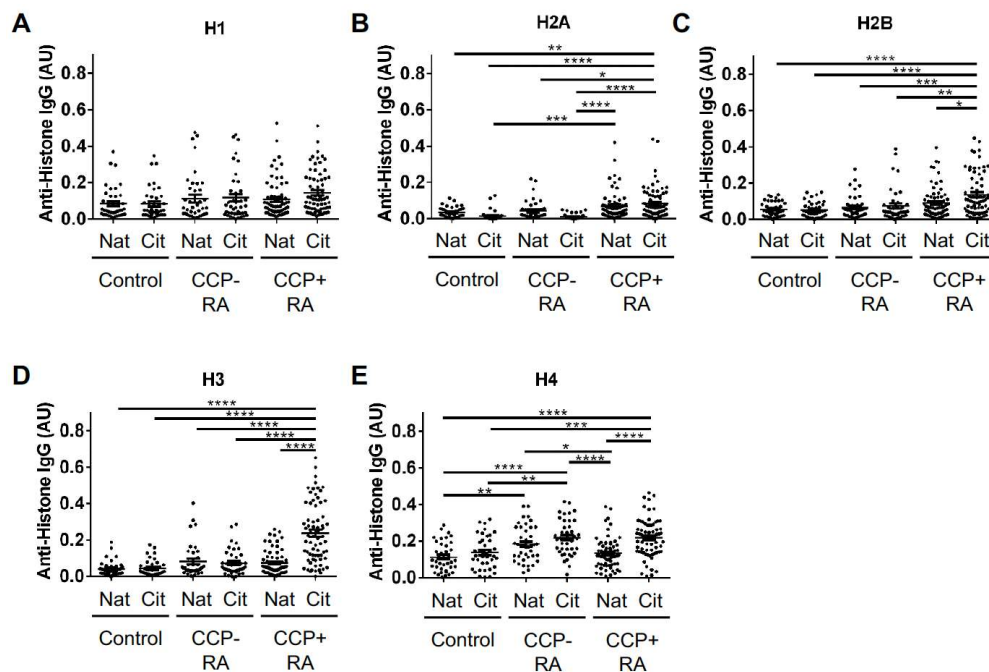 A
H1
Anti-Histone IgG (AU)
0.8
0.6
0.4
0.2
0.0
Nat Cit Nat Cit Nat Cit
Control CCP- CCP+
RA RA
B
H2A
Anti-Histone IgG (AU)
0.8
0.6
0.4
0.2
0.0
**
****
*
****
****
***
Nat Cit Nat Cit Nat Cit
Control CCP- CCP+
RA RA
C
H2B
Anti-Histone IgG (AU)
0.8
0.6
0.4
0.2
0.0
****
****
***
**
*
Nat Cit Nat Cit Nat Cit
Control CCP- CCP+
RA RA
D
H3
Anti-Histone IgG (AU)
0.8
0.6
0.4
0.2
0.0
****
****
****
****
****
Nat Cit Nat Cit Nat Cit
Control CCP- CCP+
RA RA
E
H4
Anti-Histone IgG (AU)
0.8
0.6
0.4
0.2
0.0
****
***
****
*
****
****
**
**
Nat Cit Nat Cit Nat Cit
Control CCP- CCP+
RA RA